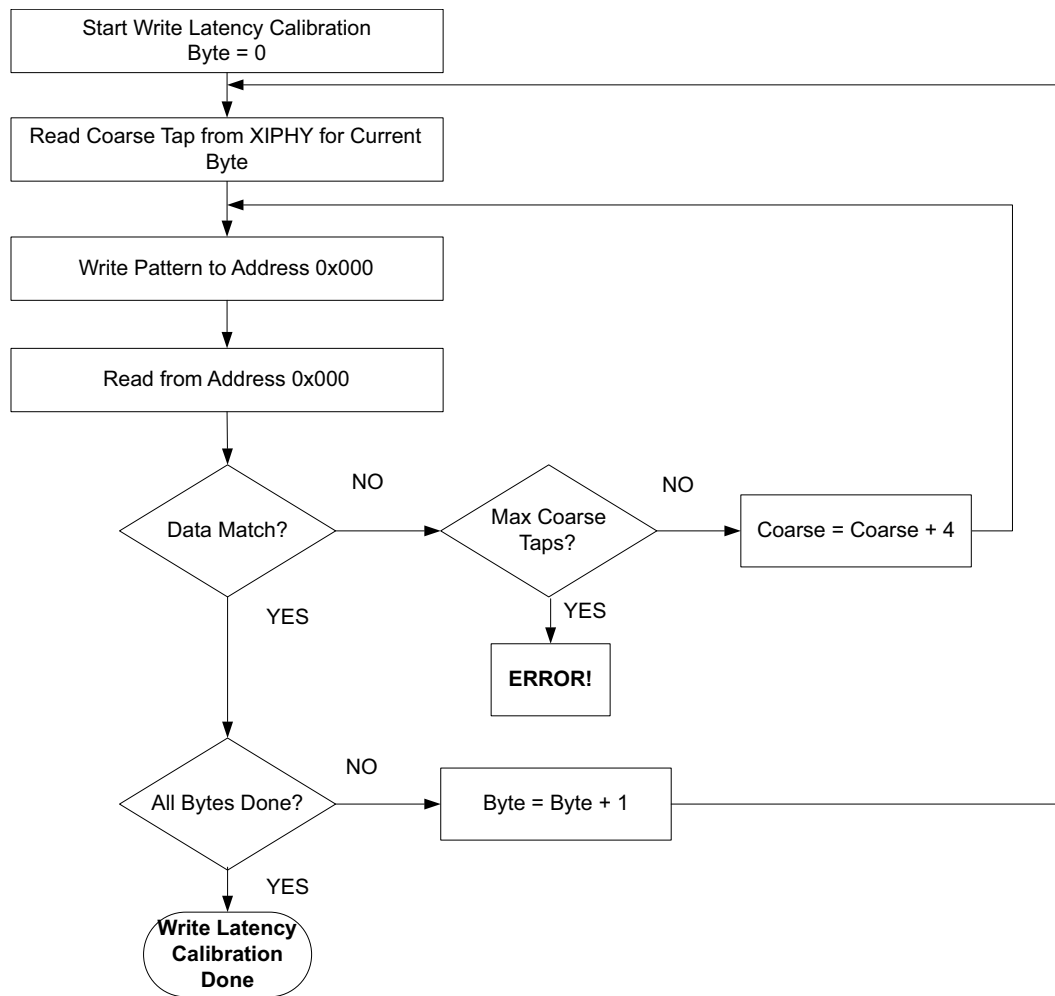 Start Write Latency Calibration
Byte = 0
Read Coarse Tap from XIPHY for Current
Byte
Write Pattern to Address 0x000
Read from Address 0x000
Data Match?
NO
Max Coarse
Taps?
NO
Coarse = Coarse + 4
YES
YES
ERROR!
All Bytes Done?
NO
Byte = Byte + 1
YES
Write Latency
Calibration
Done